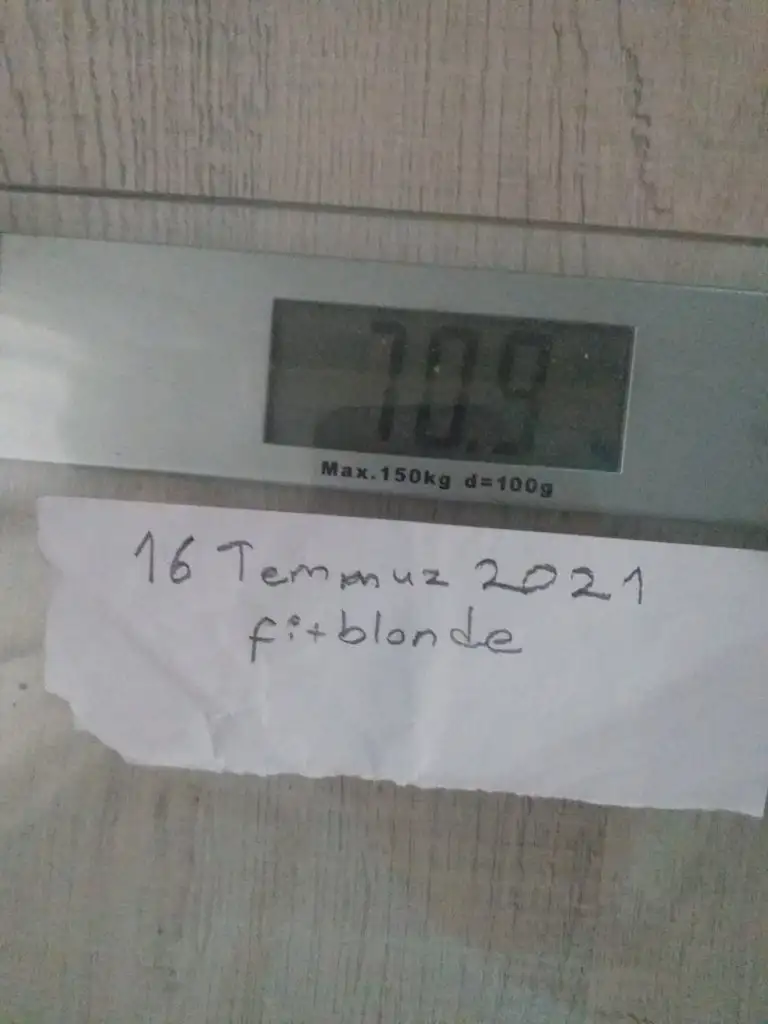 70.9
Max.150kg d=100g
16 Temmuz 2021
fitblonde